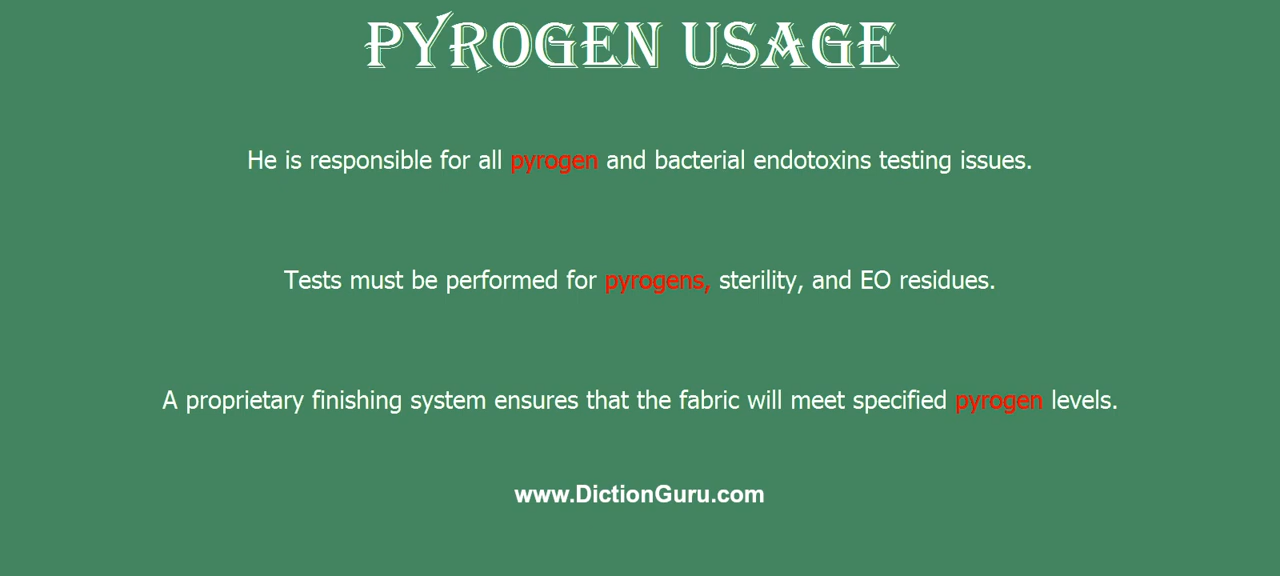 PYROGEN USAGE
He is responsible for all pyrogen and bacterial endotoxins testing issues.
Tests must be performed for pyrogens, sterility, and EO residues.
A proprietary finishing system ensures that the fabric will meet specified pyrogen levels.
www.DictionGuru.com